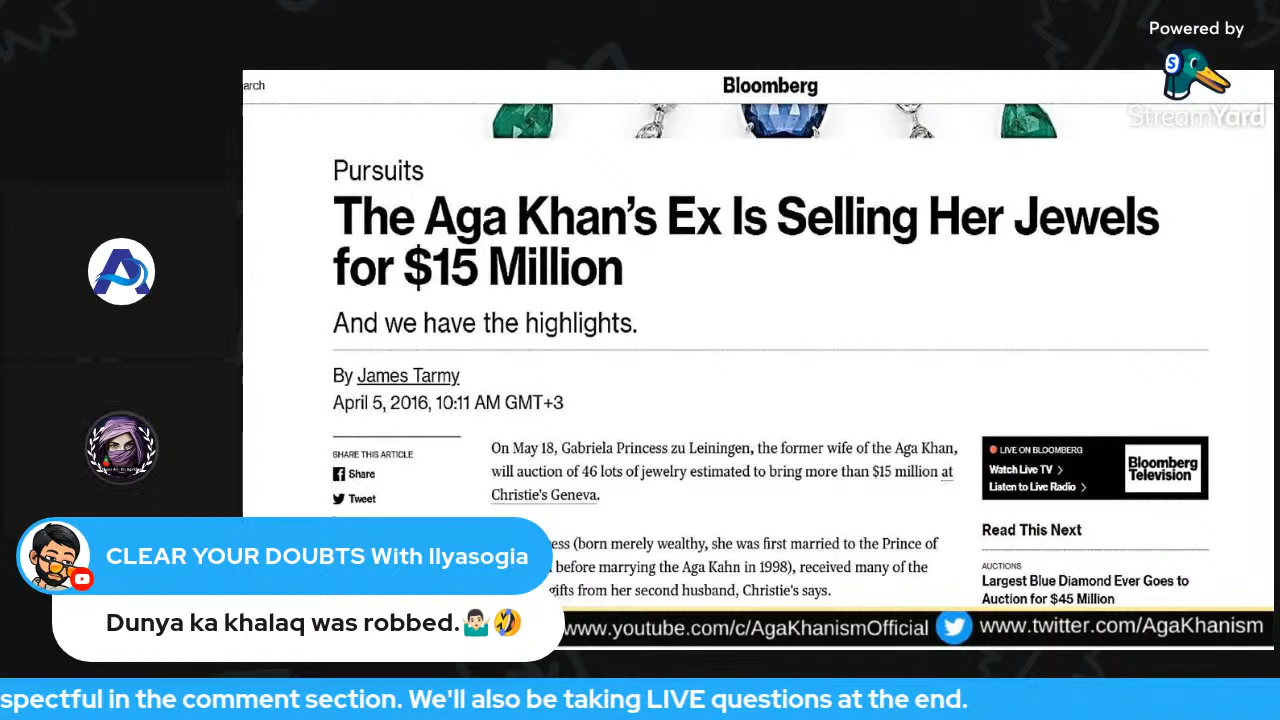 Powered by
StreamYard
arch
Bloomberg
Pursuits
The Aga Khan's Ex Is Selling Her Jewels
for $15 Million
And we have the highlights.
By James Tarmy
April 5, 2016, 10:11 AM GMT+3
SHARE THIS ARTICLE
Share
Tweet
On May 18, Gabriela Princess zu Leiningen, the former wife of the Aga Khan,
will auction of 46 lots of jewelry estimated to bring more than $15 million at
Christie's Geneva.
ess (born merely wealthy, she was first married to the Prince of
before marrying the Aga Kahn in 1998), received many of the
gifts from her second husband, Christie's says.
LIVE ON BLOOMBERG
Watch Live TV >
Listen to Live Radio >
Bloomberg
Television
Read This Next
AUCTIONS
Largest Blue Diamond Ever Goes to
Auction for $45 Million
CLEAR YOUR DOUBTS With Ilyasogia
Dunya ka khalaq was robbed.🤷🏻‍♂️🤣
www.youtube.com/c/AgaKhanismOfficial www.twitter.com/AgaKhanism
spectful in the comment section. We'll also be taking LIVE questions at the end.